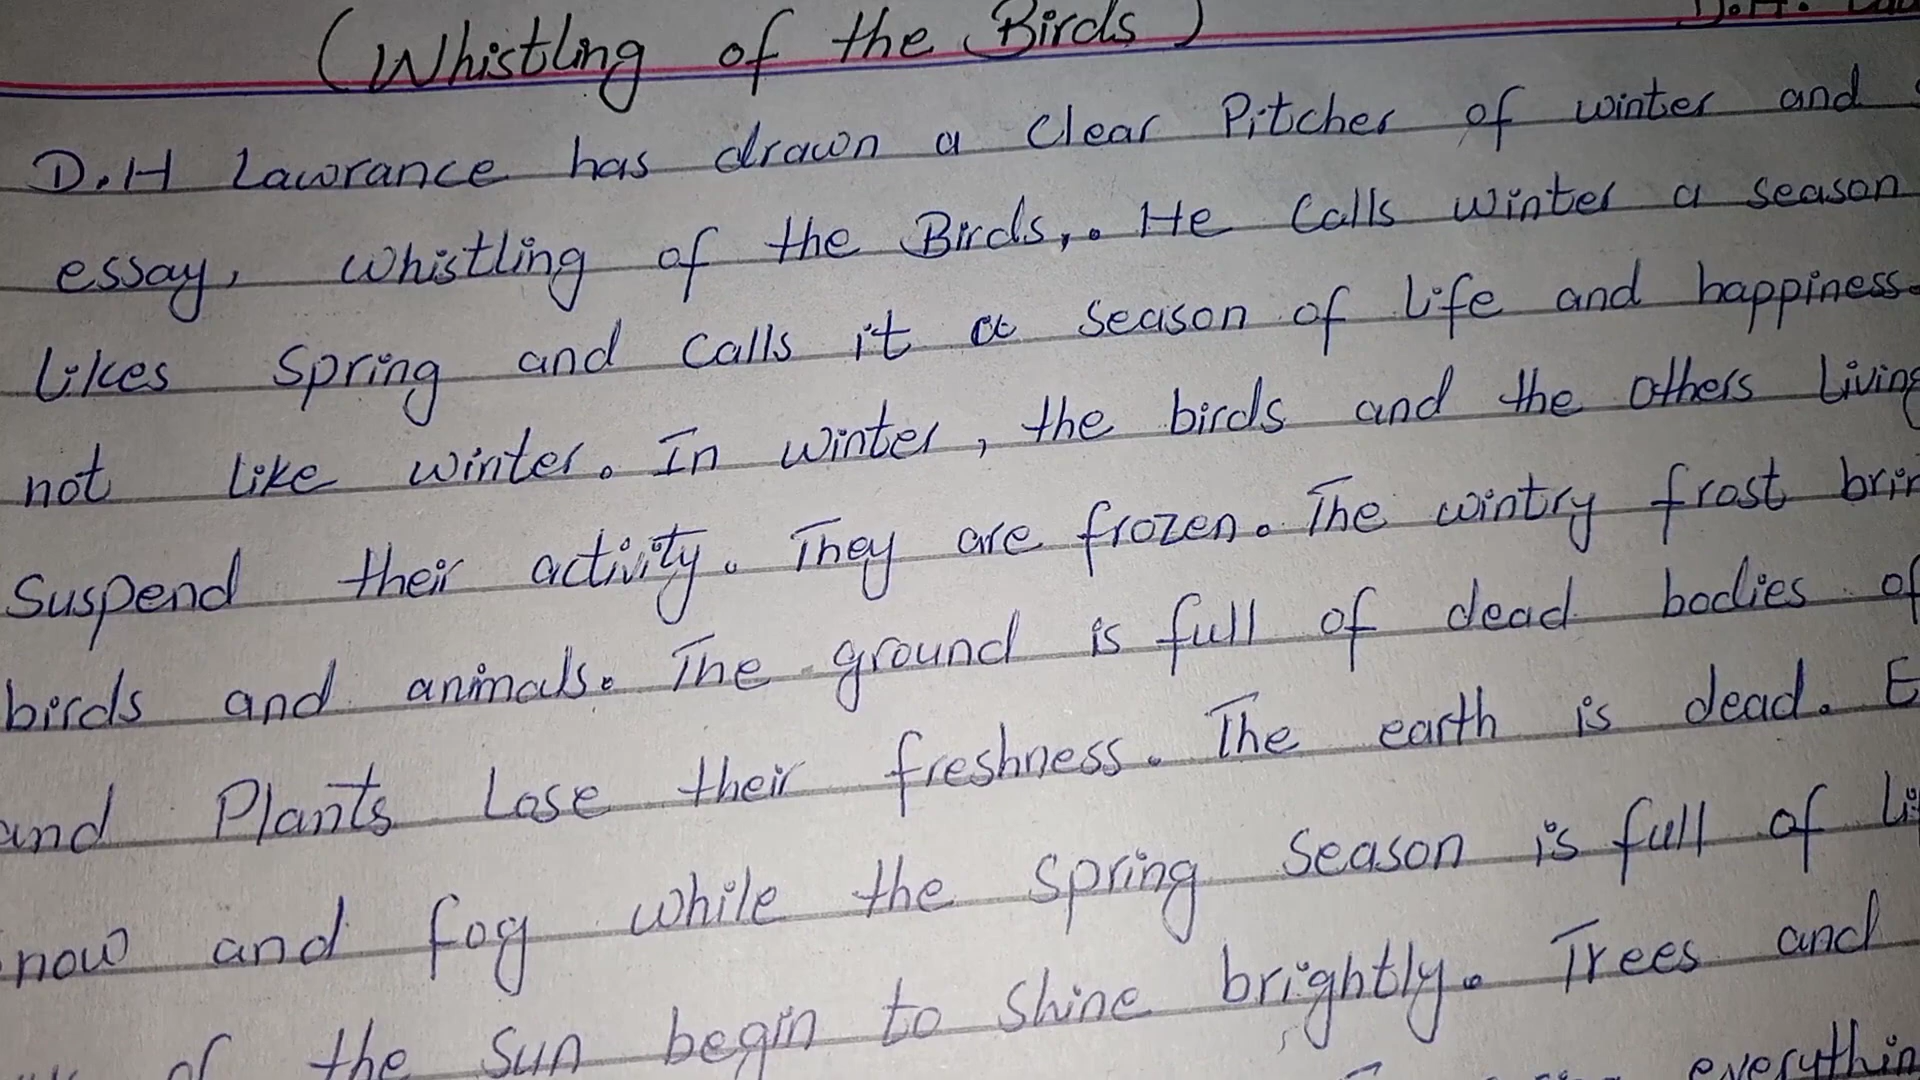 (Whistling of the Birds) D.H.
D.H Lawrance has drawn a Clear Pitcher of winter and
essay, whistling of the Birds,. He Calls winter a season
likes Spring and Calls it a season of life and happiness.
not like winter. In winter, the birds and the others Living
Suspend their activity. They are frozen. The wintry frost
birds and animals. The ground is full of dead bodies of
and Plants Lose their freshness. The earth is dead.
now and fog while the spring season is full of
of the sun begin to shine brightly. Trees and
everythin